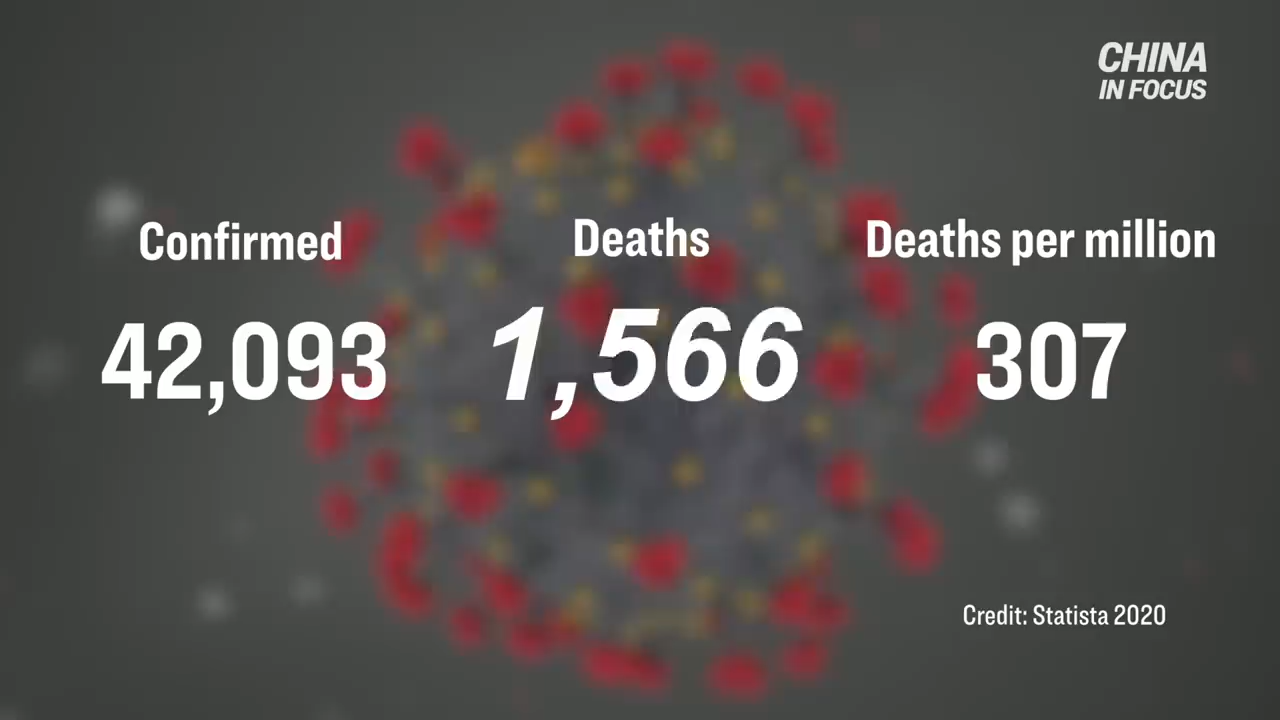 CHINA
IN FOCUS
Confirmed
Deaths
Deaths per million
42,093
1,566
307
Credit: Statista 2020